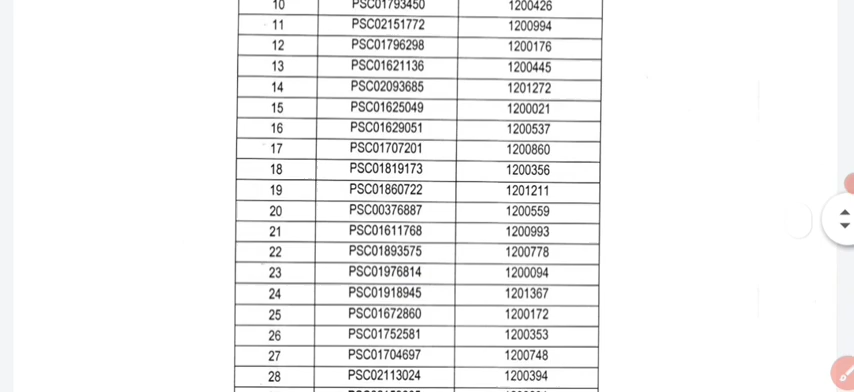 10 PSC01793450 1200426
11 PSC02151772 1200994
12 PSC01796298 1200176
13 PSC01621136 1200445
14 PSC02093685 1201272
15 PSC01625049 1200021
16 PSC01629051 1200537
17 PSC01707201 1200860
18 PSC01819173 1200356
19 PSC01860722 1201211
20 PSC00376887 1200559
21 PSC01611768 1200993
22 PSC01893575 1200778
23 PSC01976814 1200094
24 PSC01918945 1201367
25 PSC01672860 1200172
26 PSC01752581 1200353
27 PSC01704697 1200748
28 PSC02113024 1200394